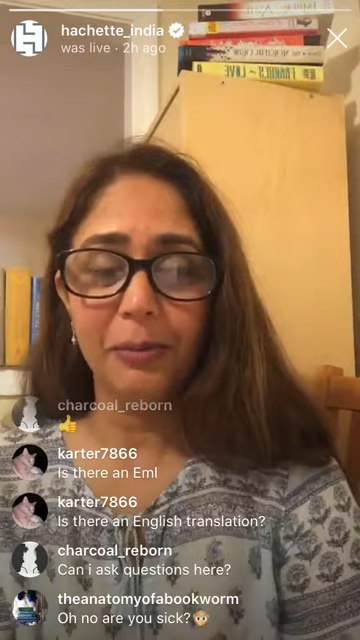 hachette_india
was live · 2h ago
charcoal_reborn
👍
karter7866
Is there an Eml
karter7866
Is there an English translation?
charcoal_reborn
Can i ask questions here?
theanatomyofabookworm
Oh no are you sick?🐵